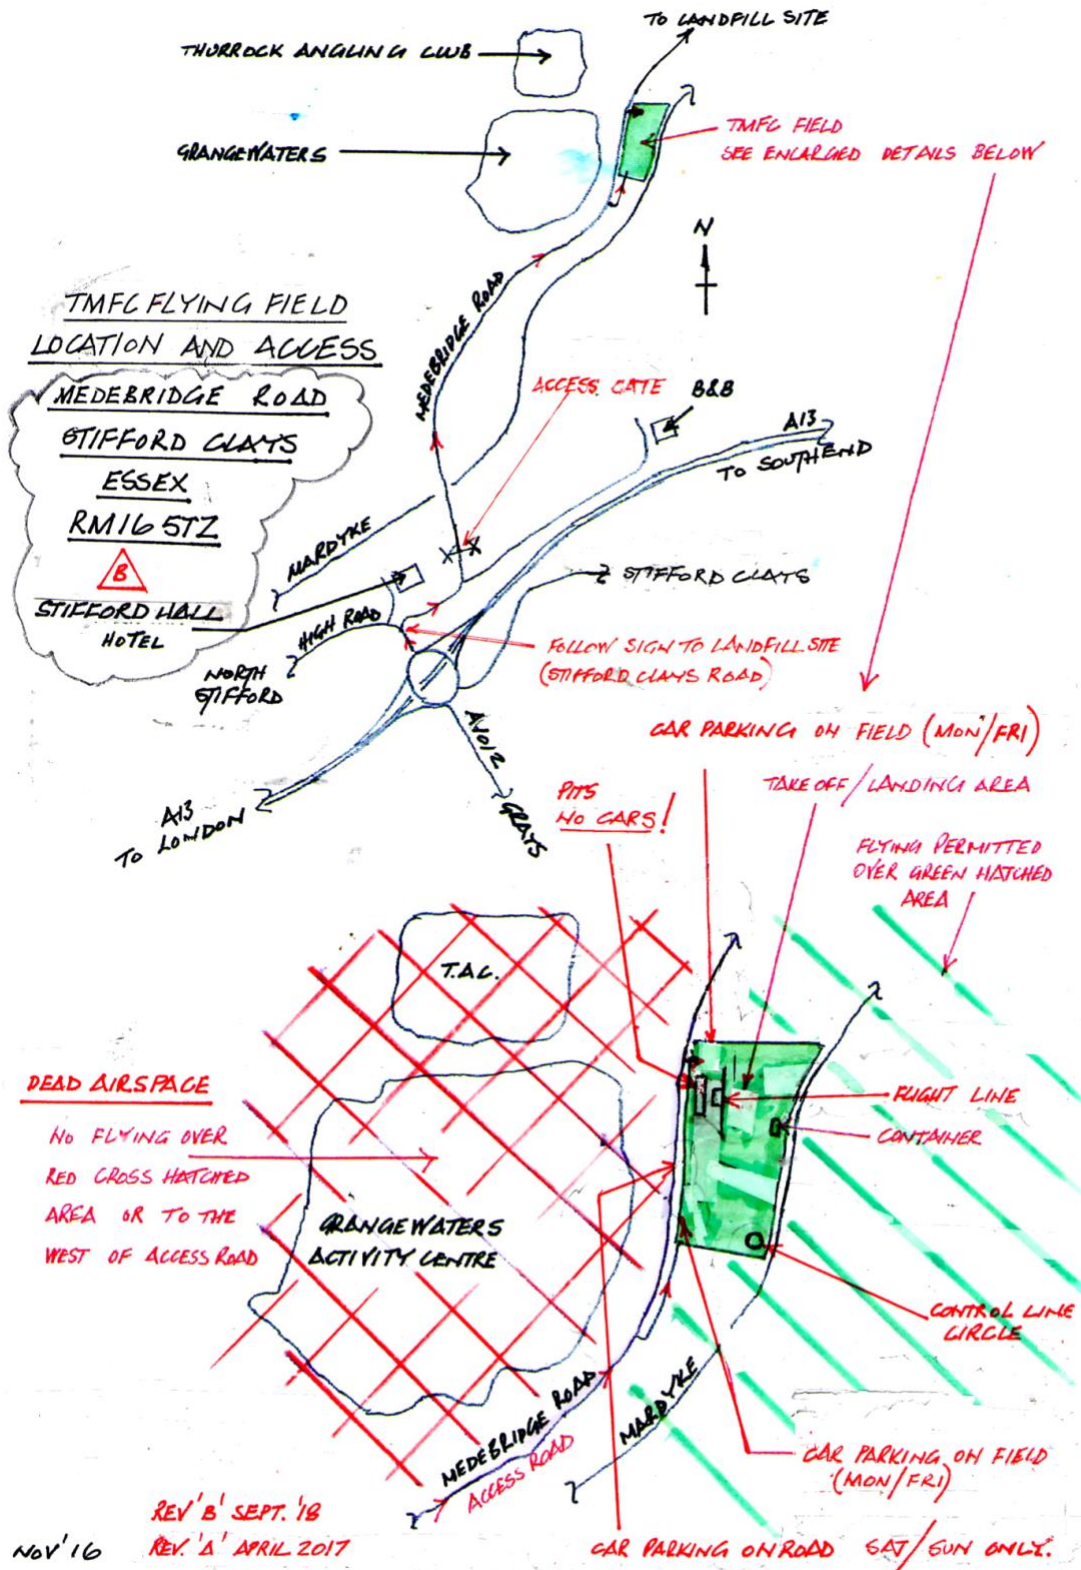 TO LANDFILL SITE
THURROCK ANGLING CLUB
GRANGEWATERS
TMFC FIELD
SEE ENLARGED DETAILS BELOW
N
TMFC FLYING FIELD
LOCATION AND ACCESS
MEDEBRIDGE ROAD
STIFFORD CLAYS
ESSEX
RM16 5TZ
B
STIFFORD HALL
HOTEL
MEDEBRIDGE ROAD
ACCESS GATE
B&B
A13
TO SOUTHEND
MARDYKE
STIFFORD CLAYS
HIGH ROAD
NORTH
STIFFORD
FOLLOW SIGN TO LANDFILL SITE
(STIFFORD CLAYS ROAD)
A1012
GRAYS
A13
TO LONDON
CAR PARKING ON FIELD (MON/FRI)
TAKE OFF/LANDING AREA
PITS
NO CARS!
FLYING PERMITTED
OVER GREEN HATCHED
AREA
T.A.C.
DEAD AIRSPACE
NO FLYING OVER
RED CROSS HATCHED
AREA OR TO THE
WEST OF ACCESS ROAD
GRANGEWATERS
ACTIVITY CENTRE
FLIGHT LINE
CONTAINER
CONTROL LINE
CIRCLE
MEDEBRIDGE ROAD
ACCESS ROAD
MARDYKE
CAR PARKING ON FIELD
(MON/FRI)
CAR PARKING ON ROAD SAT/SUN ONLY.
REV 'B' SEPT. '18
REV. 'A' APRIL 2017
NOV '16